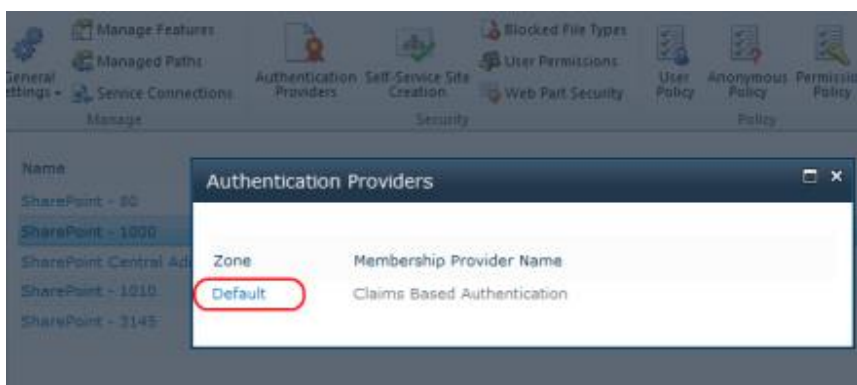 Manage Features
Managed Paths
Service Connections
General
Settings
Manage
Authentication
Providers
Self-Service Site
Creation
Blocked File Types
User Permissions
Web Part Security
Security
User
Policy
Anonymous
Policy
Permission
Policy
Policy
Name
SharePoint - 80
SharePoint - 1000
SharePoint Central Ad
SharePoint - 1010
SharePoint - 3145
Authentication Providers
Zone
Membership Provider Name
Default
Claims Based Authentication